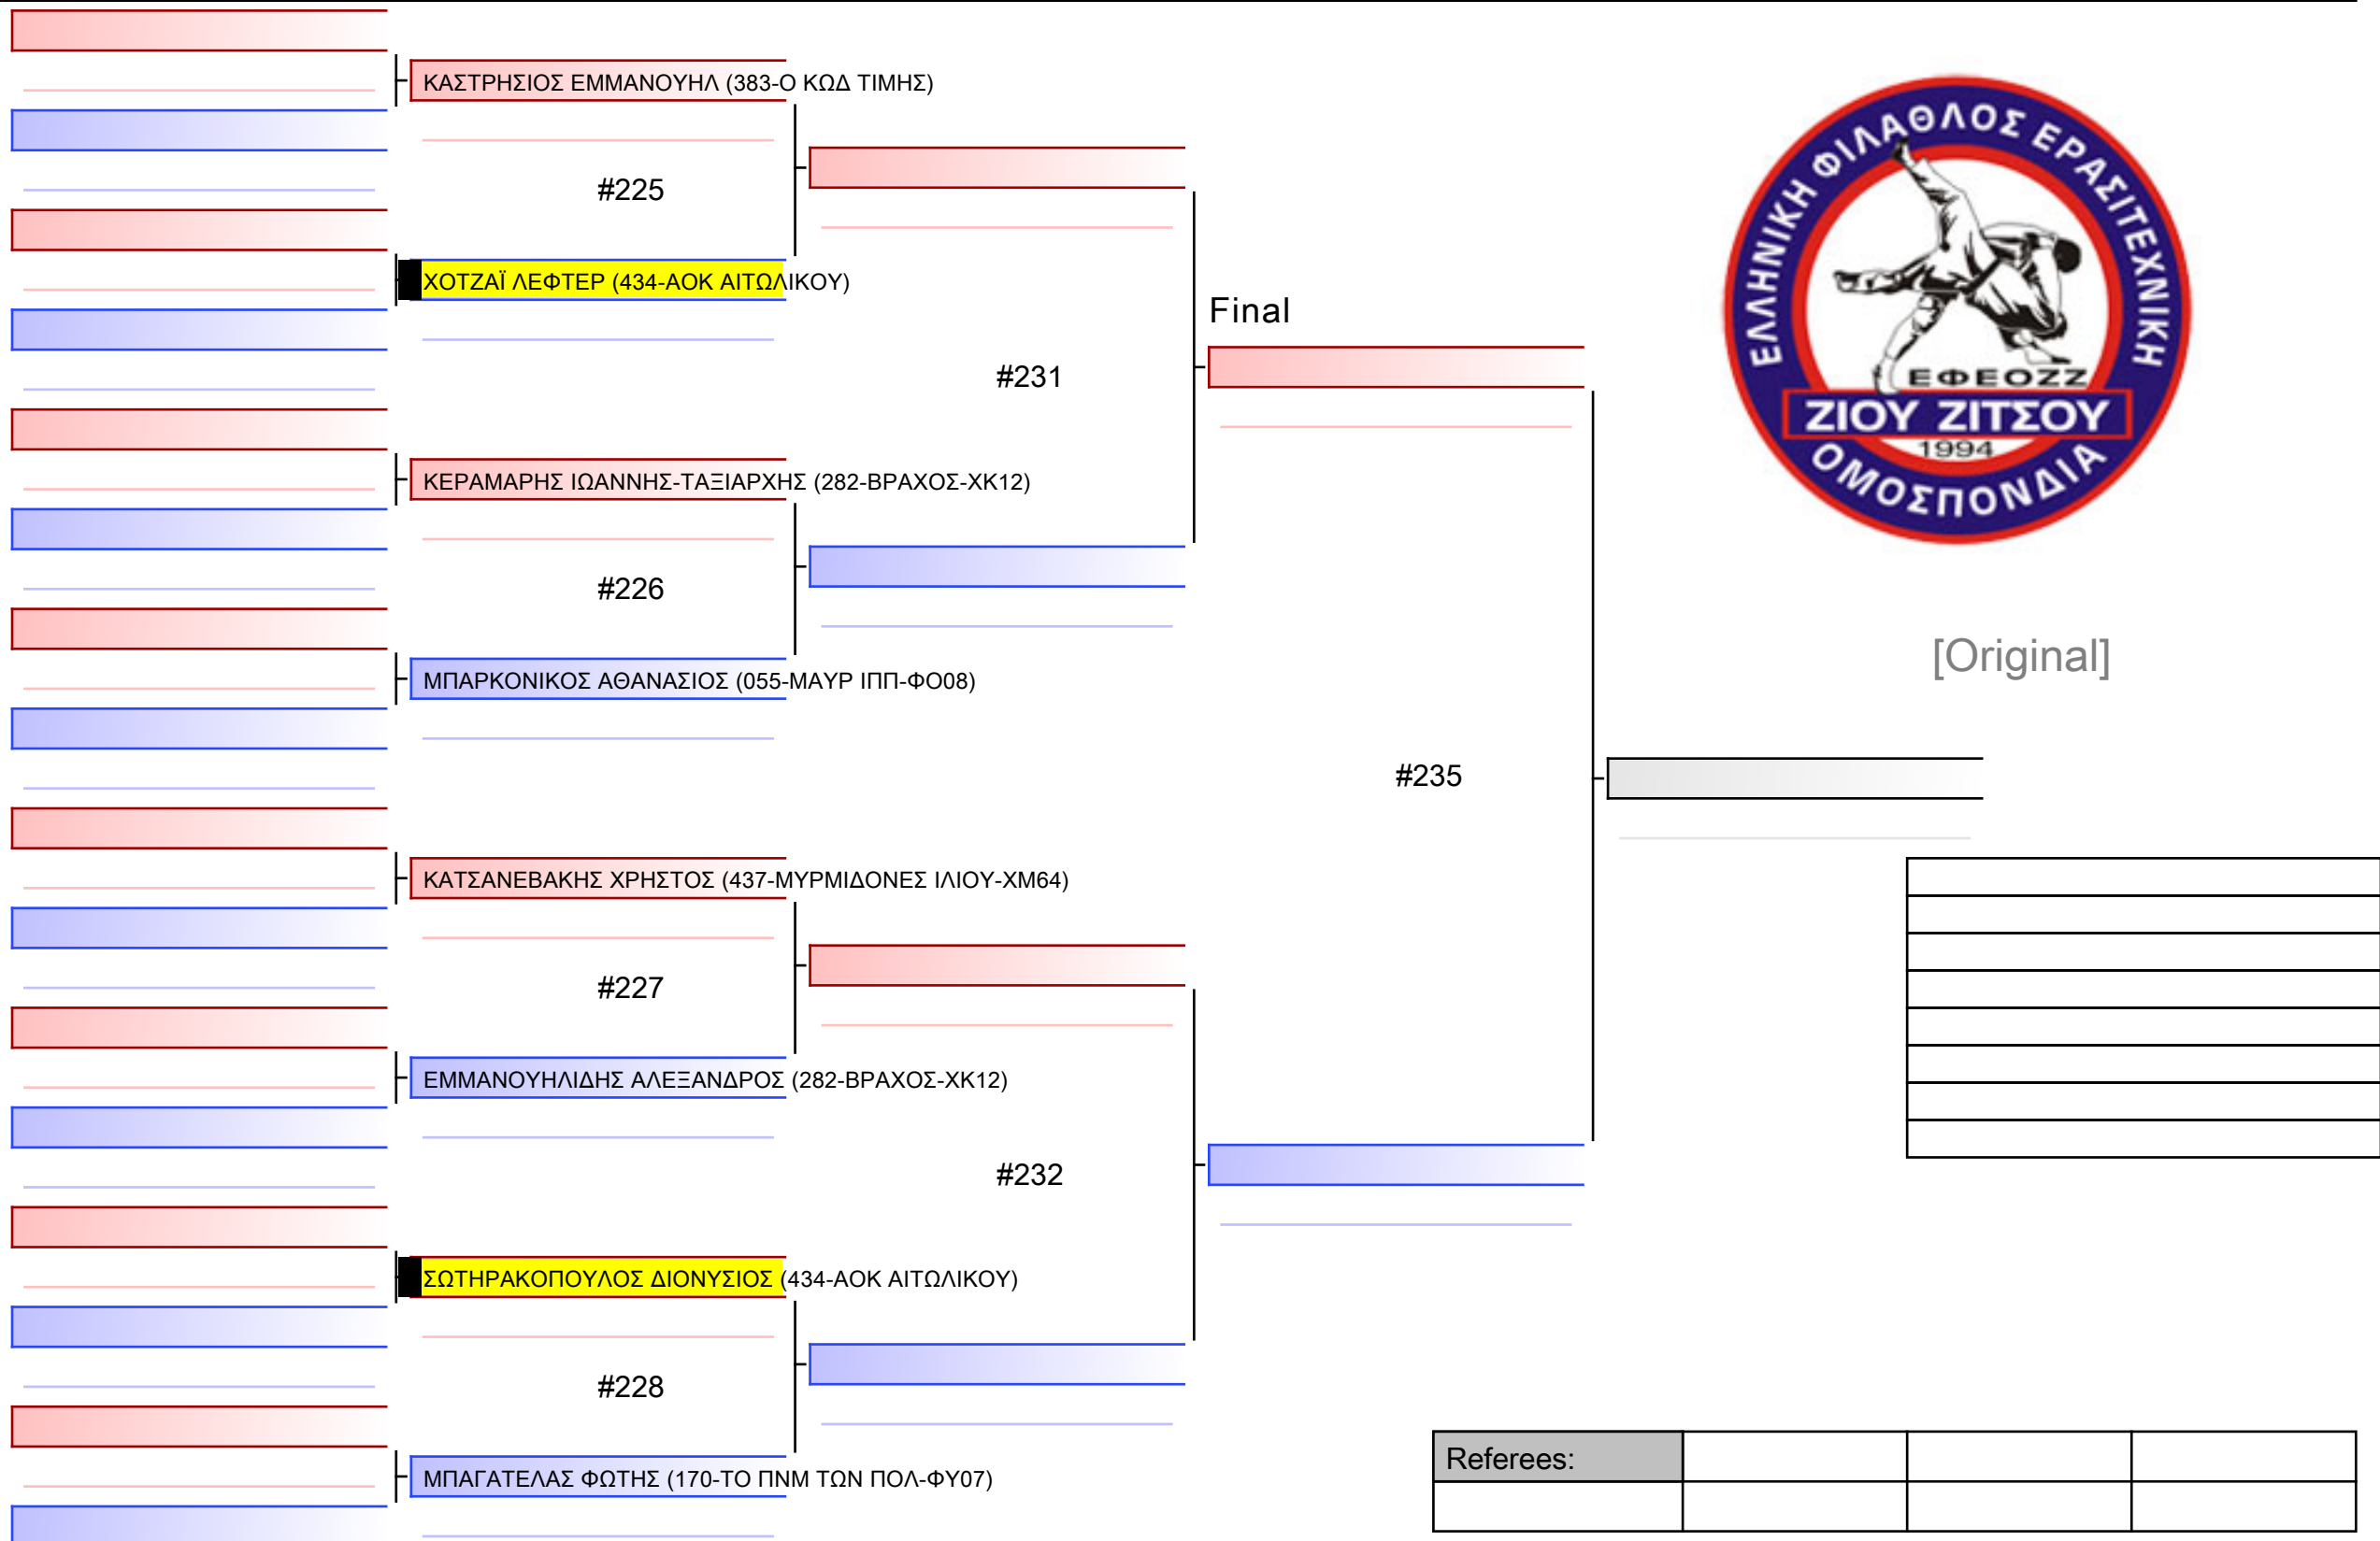 ΚΑΣΤΡΗΣΙΟΣ ΕΜΜΑΝΟΥΗΛ (383-Ο ΚΩΔ ΤΙΜΗΣ)
#225
ΧΟΤΖΑΪ ΛΕΦΤΕΡ (434-ΑΟΚ ΑΙΤΩΛΙΚΟΥ)
#231
ΚΕΡΑΜΑΡΗΣ ΙΩΑΝΝΗΣ-ΤΑΞΙΑΡΧΗΣ (282-ΒΡΑΧΟΣ-ΧΚ12)
#226
ΜΠΑΡΚΟΝΙΚΟΣ ΑΘΑΝΑΣΙΟΣ (055-ΜΑΥΡ ΙΠΠ-ΦΟ08)
Final
#235
ΚΑΤΣΑΝΕΒΑΚΗΣ ΧΡΗΣΤΟΣ (437-ΜΥΡΜΙΔΟΝΕΣ ΙΛΙΟΥ-ΧΜ64)
#227
ΕΜΜΑΝΟΥΗΛΙΔΗΣ ΑΛΕΞΑΝΔΡΟΣ (282-ΒΡΑΧΟΣ-ΧΚ12)
#232
ΣΩΤΗΡΑΚΟΠΟΥΛΟΣ ΔΙΟΝΥΣΙΟΣ (434-ΑΟΚ ΑΙΤΩΛΙΚΟΥ)
#228
ΜΠΑΓΑΤΕΛΑΣ ΦΩΤΗΣ (170-ΤΟ ΠΝΜ ΤΩΝ ΠΟΛ-ΦΥ07)
ΕΛΛΗΝΙΚΗ ΦΙΛΑΘΛΟΣ ΕΡΑΣΙΤΕΧΝΙΚΗ
ΕΦΕΟΖΖ
ΖΙΟΥ ΖΙΤΣΟΥ
1994
ΟΜΟΣΠΟΝΔΙΑ
[Original]
Referees: